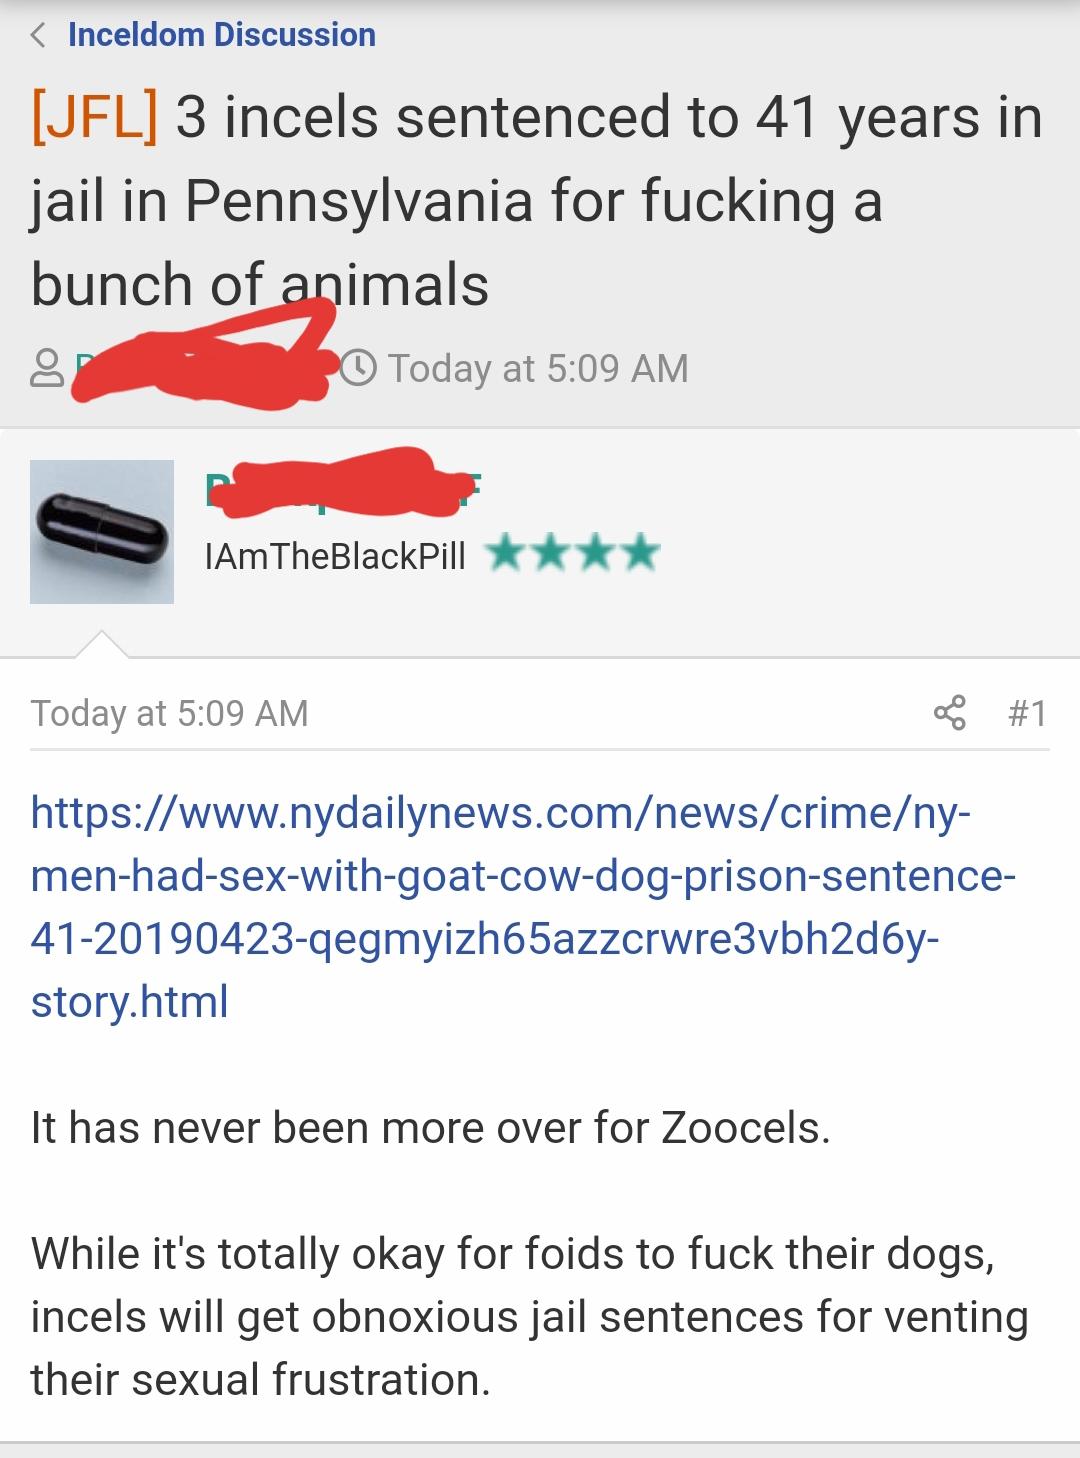 Inceldom Discussion
[JFL] 3 incels sentenced to 41 years in
jail in Pennsylvania for fucking a
bunch of animals
Today at 5:09 AM
IAmTheBlackPill
Today at 5:09 AM #1
https://www.nydailynews.com/news/crime/ny-
men-had-sex-with-goat-cow-dog-prison-sentence-
41-20190423-qegmyizh65azzcrwre3vbh2d6y-
story.html
It has never been more over for Zoocels.
While it's totally okay for foids to fuck their dogs,
incels will get obnoxious jail sentences for venting
their sexual frustration.